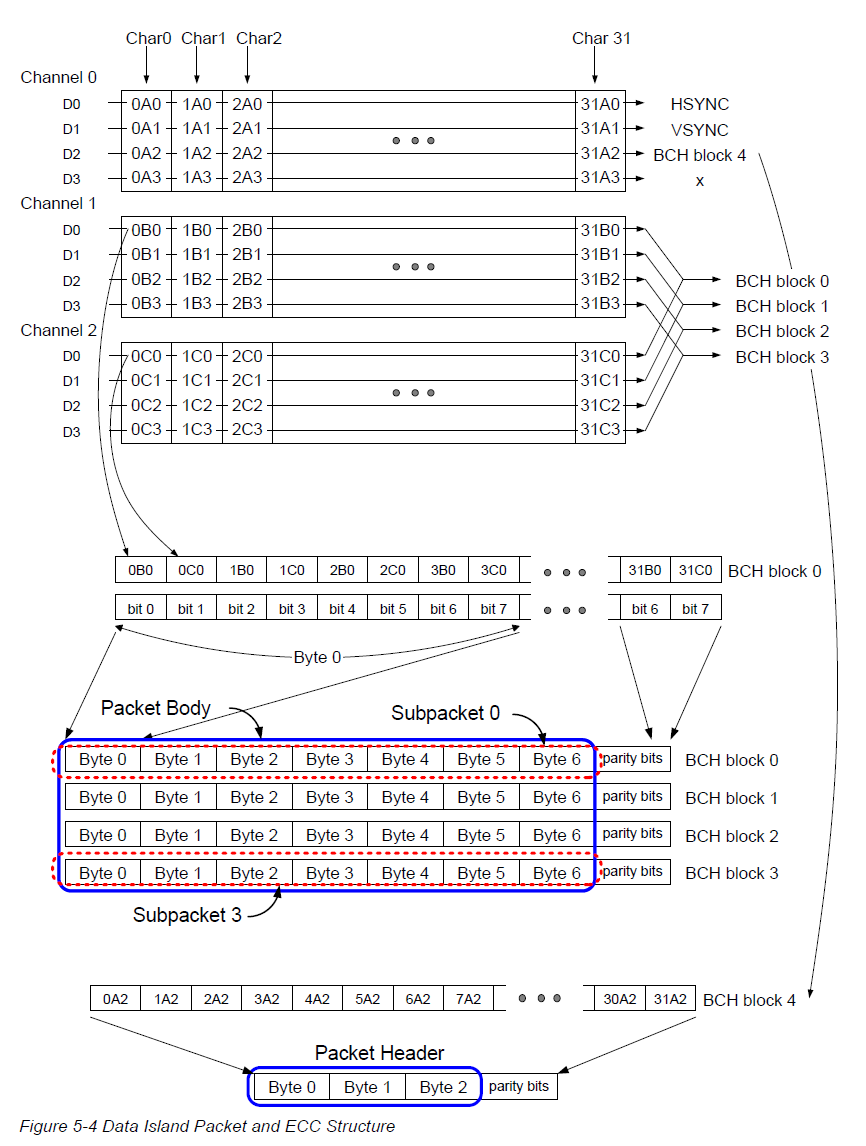 Char0 Char1 Char2 Char 31
Channel 0
D0 0A0 1A0 2A0 31A0 HSYNC
D1 0A1 1A1 2A1 31A1 VSYNC
D2 0A2 1A2 2A2 31A2 BCH block 4
D3 0A3 1A3 2A3 31A3 x
Channel 1
D0 0B0 1B0 2B0 31B0
D1 0B1 1B1 2B1 31B1
D2 0B2 1B2 2B2 31B2
D3 0B3 1B3 2B3 31B3
BCH block 0
BCH block 1
BCH block 2
BCH block 3
Channel 2
D0 0C0 1C0 2C0 31C0
D1 0C1 1C1 2C1 31C1
D2 0C2 1C2 2C2 31C2
D3 0C3 1C3 2C3 31C3
0B0 0C0 1B0 1C0 2B0 2C0 3B0 3C0 31B0 31C0 BCH block 0
bit 0 bit 1 bit 2 bit 3 bit 4 bit 5 bit 6 bit 7 bit 6 bit 7
Byte 0
Packet Body Subpacket 0
Byte 0 Byte 1 Byte 2 Byte 3 Byte 4 Byte 5 Byte 6 parity bits BCH block 0
Byte 0 Byte 1 Byte 2 Byte 3 Byte 4 Byte 5 Byte 6 parity bits BCH block 1
Byte 0 Byte 1 Byte 2 Byte 3 Byte 4 Byte 5 Byte 6 parity bits BCH block 2
Byte 0 Byte 1 Byte 2 Byte 3 Byte 4 Byte 5 Byte 6 parity bits BCH block 3
Subpacket 3
0A2 1A2 2A2 3A2 4A2 5A2 6A2 7A2 30A2 31A2 BCH block 4
Packet Header
Byte 0 Byte 1 Byte 2 parity bits
Figure 5-4 Data Island Packet and ECC Structure